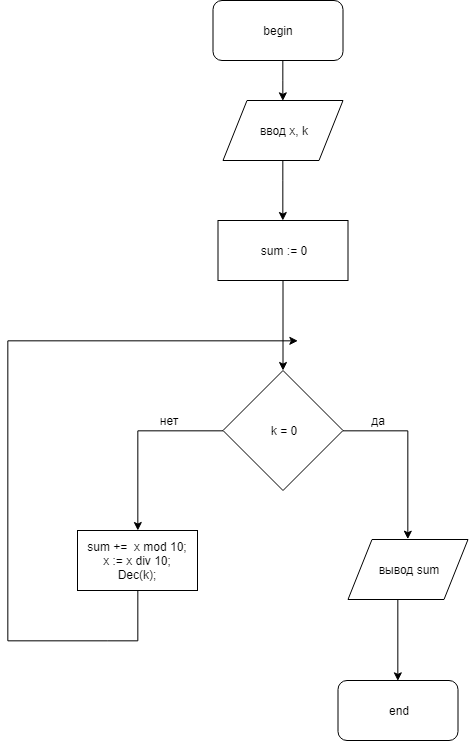 begin
ввод x, k
sum := 0
k = 0
нет
да
sum += x mod 10;
x := x div 10;
Dec(k);
вывод sum
end